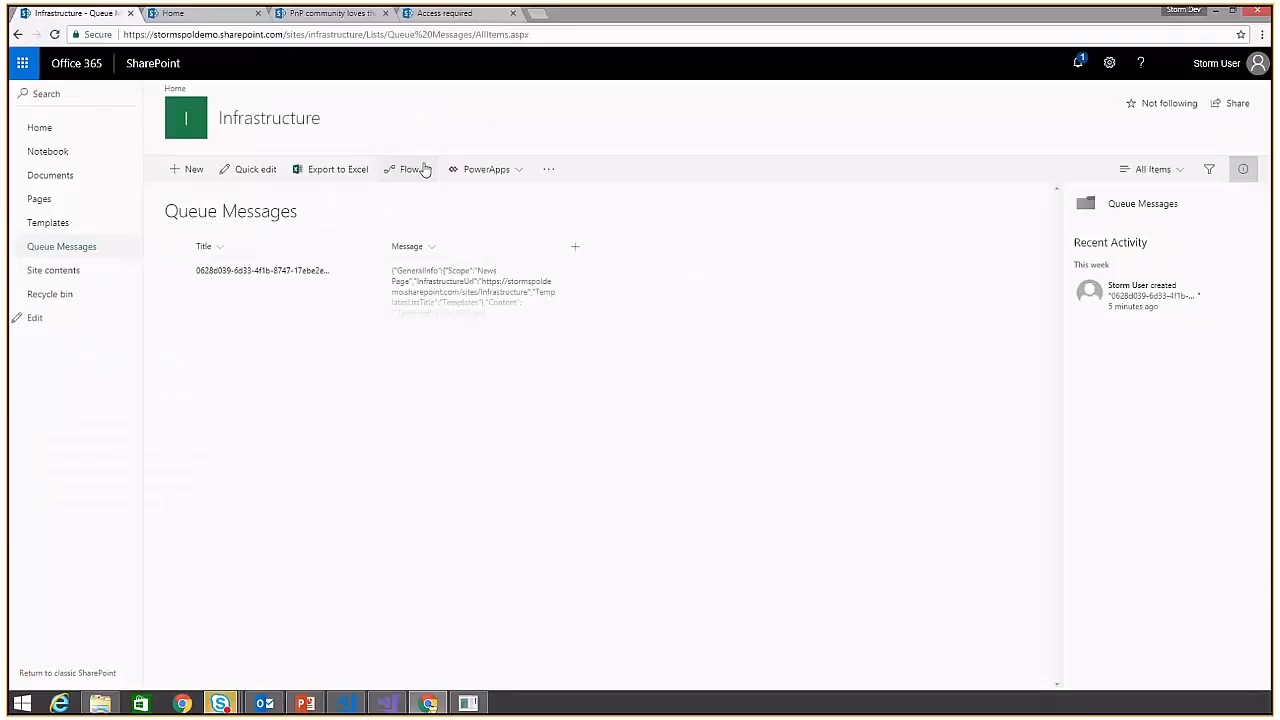 Infrastructure - Queue M
Home
PnP community loves th
Access required
Storm Dev
Secure
https://stormspoldemo.sharepoint.com/sites/infrastructure/Lists/Queue%20Messages/AllItems.aspx
Office 365
SharePoint
1
?
Storm User
Search
Home
Notebook
Documents
Pages
Templates
Queue Messages
Site contents
Recycle bin
Edit
Return to classic SharePoint
Home
I
Infrastructure
Not following
Share
New
Quick edit
Export to Excel
Flow
PowerApps
...
All Items
Queue Messages
Title
Message
0628d039-6d33-4f1b-8747-17ebe2e...
{"GeneralInfo":{"Scope":"News
Page","InfrastructureUrl":"https://stormspolde
mo.sharepoint.com/sites/Infrastructure","Temp
latesListTitle":"Templates"},"Content":
Queue Messages
Recent Activity
This week
Storm User created
"0628d039-6d33-4f1b-... "
5 minutes ago